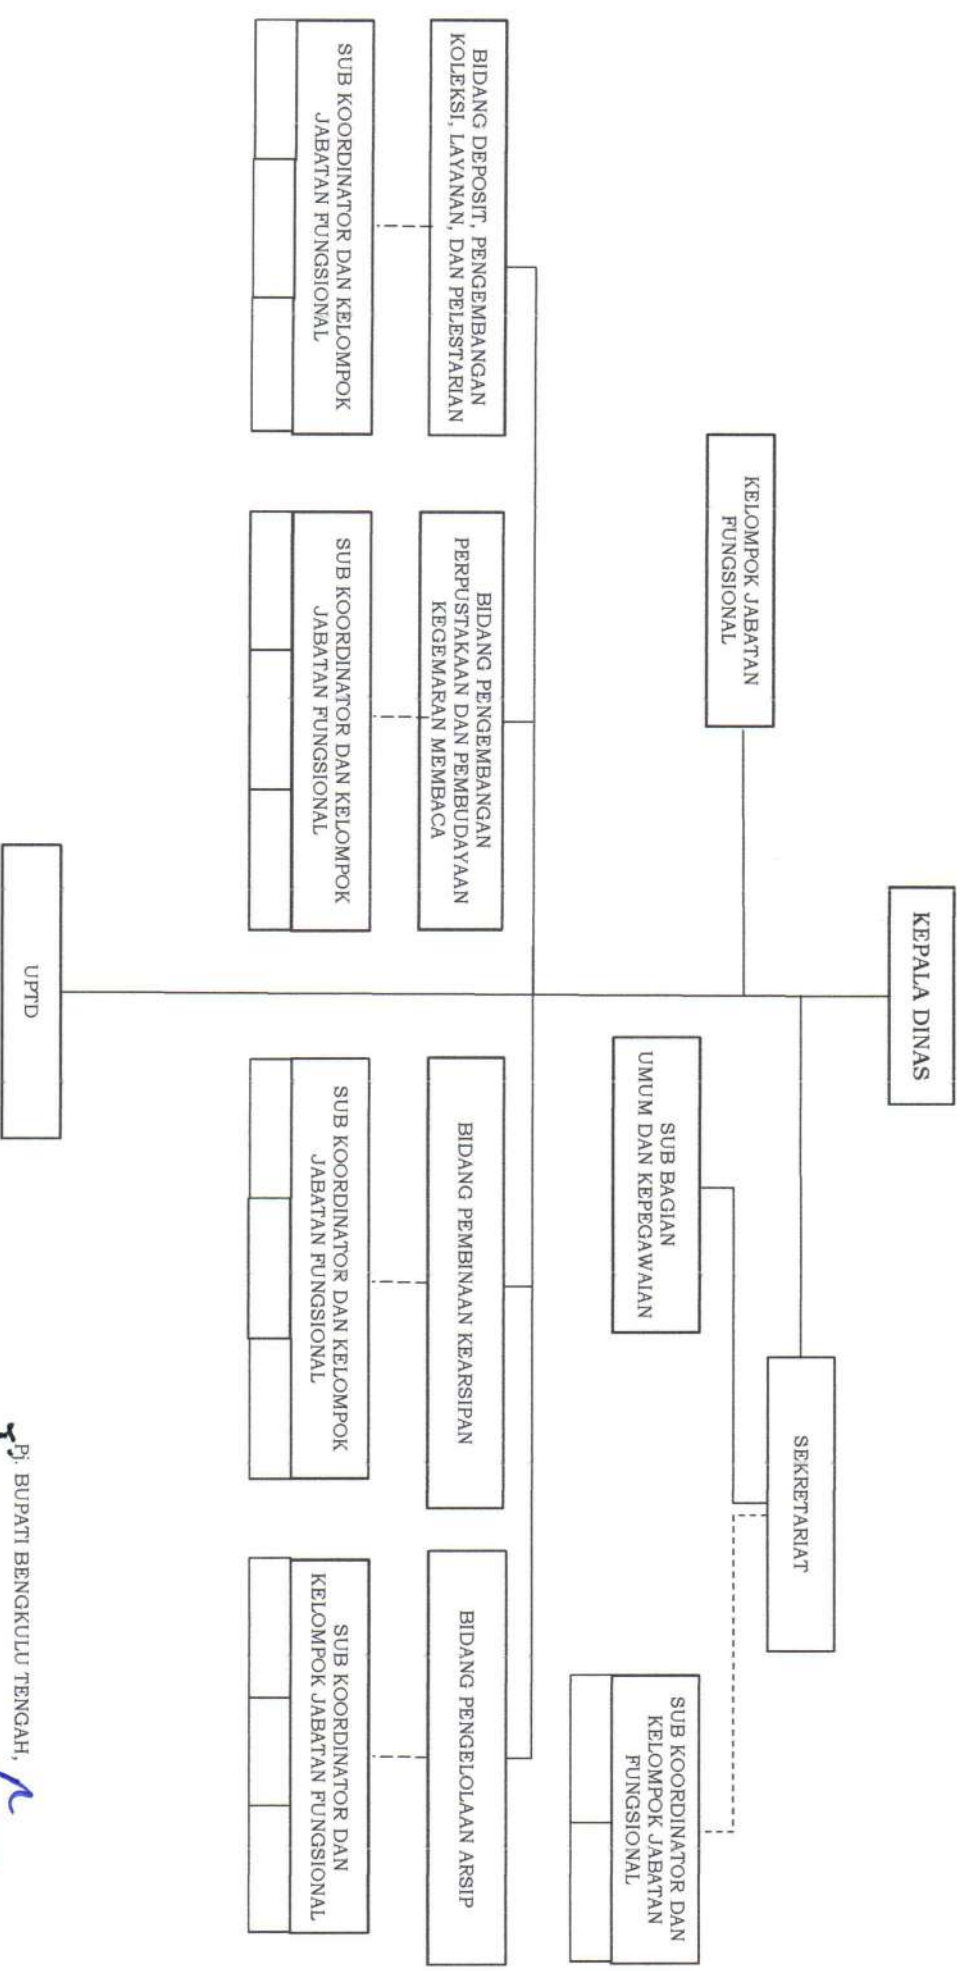 KEPALA DINAS
SEKRETARIAT
KELOMPOK JABATAN
FUNGSIONAL
SUB BAGIAN
UMUM DAN KEPEGAWAIAN
SUB KOORDINATOR DAN
KELOMPOK JABATAN
FUNGSIONAL
BIDANG DEPOSIT, PENGEMBANGAN
KOLEKSI, LAYANAN, DAN PELESTARIAN
BIDANG PENGEMBANGAN
PERPUSTAKAAN DAN PEMBUDAYAAN
KEGEMARAN MEMBACA
BIDANG PEMBINAAN KEARSIPAN
BIDANG PENGELOLAAN ARSIP
SUB KOORDINATOR DAN KELOMPOK
JABATAN FUNGSIONAL
SUB KOORDINATOR DAN KELOMPOK
JABATAN FUNGSIONAL
SUB KOORDINATOR DAN KELOMPOK
JABATAN FUNGSIONAL
SUB KOORDINATOR DAN
KELOMPOK JABATAN FUNGSIONAL
UPTD
Pj. BUPATI BENGKULU TENGAH,